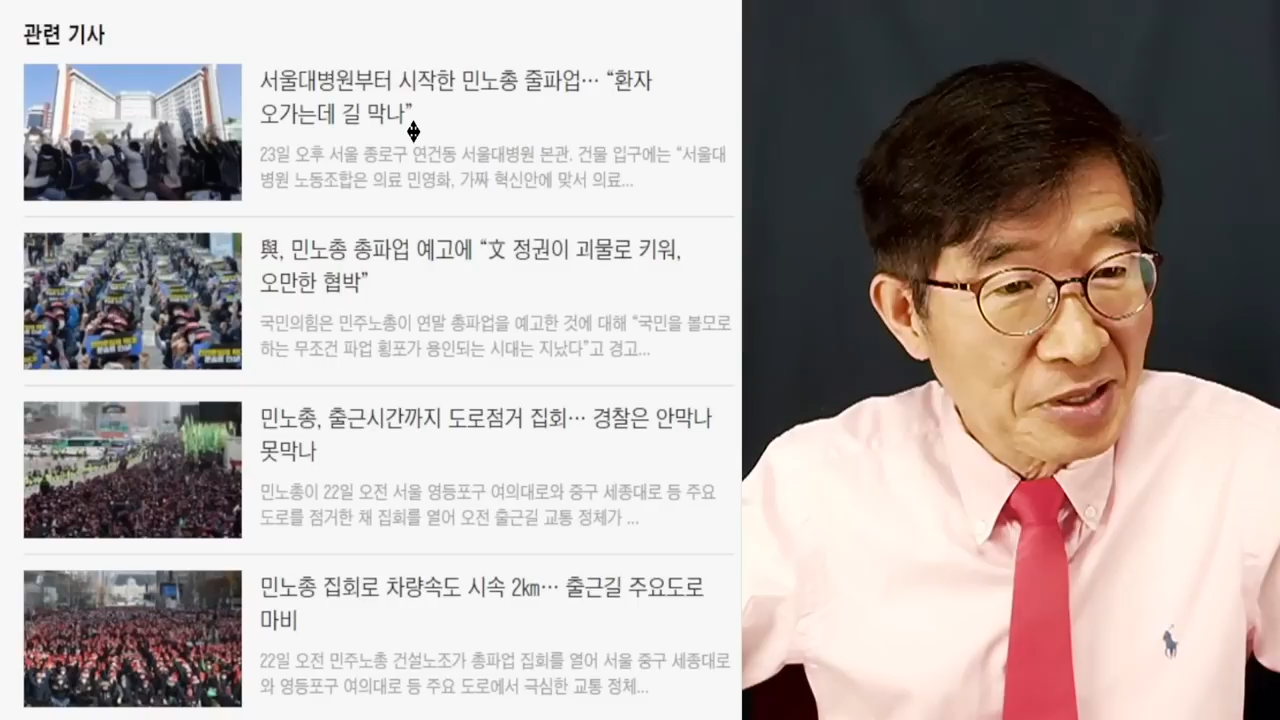 관련 기사
서울대병원부터 시작한 민노총 줄파업… “환자
오가는데 길 막나”
23일 오후 서울 종로구 연건동 서울대병원 본관. 건물 입구에는 “서울대
병원 노동조합은 의료 민영화, 가짜 혁신안에 맞서 의료...
與, 민노총 총파업 예고에 “文 정권이 괴물로 키워,
오만한 협박”
국민의힘은 민주노총이 연말 총파업을 예고한 것에 대해 “국민을 볼모로
하는 무조건 파업 횡포가 용인되는 시대는 지났다”고 경고...
민노총, 출근시간까지 도로점거 집회… 경찰은 안막나
못막나
민노총이 22일 오전 서울 영등포구 여의대로와 중구 세종대로 등 주요
도로를 점거한 채 집회를 열어 오전 출근길 교통 정체가 ...
민노총 집회로 차량속도 시속 2㎞… 출근길 주요도로
마비
22일 오전 민주노총 건설노조가 총파업 집회를 열어 서울 중구 세종대로
와 영등포구 여의대로 등 주요 도로에서 극심한 교통 정체...